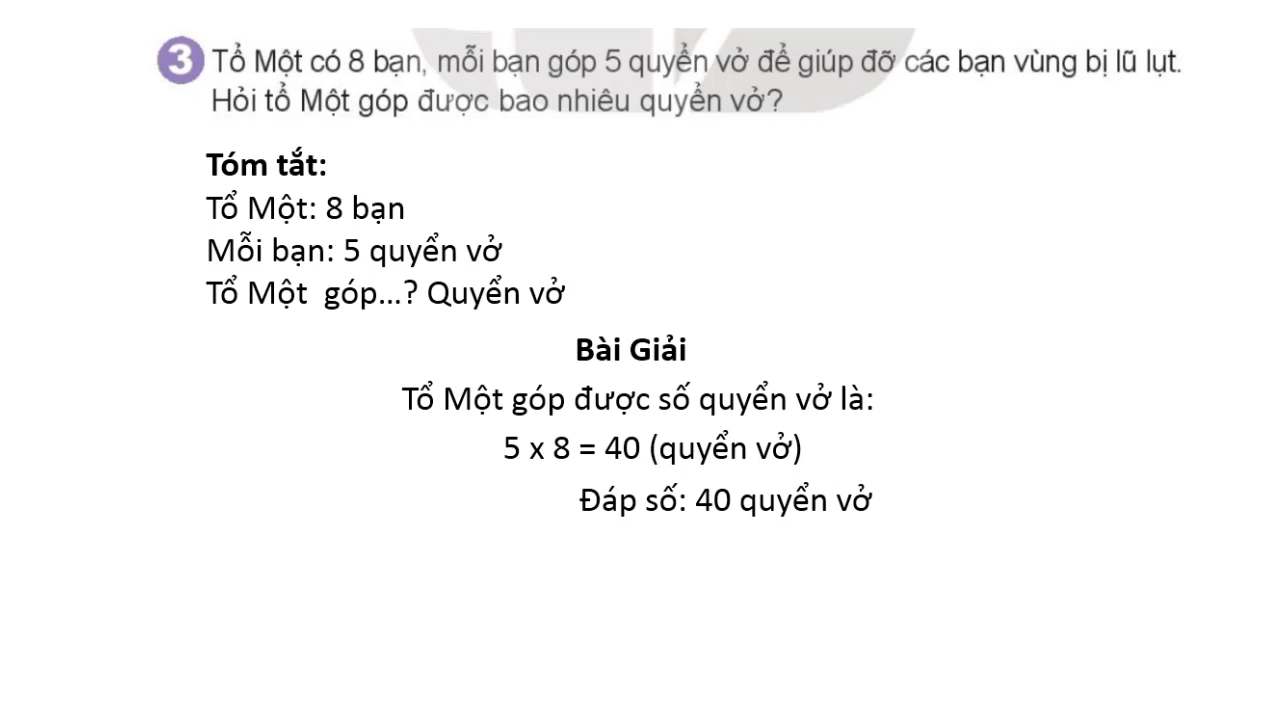 3 Tổ Một có 8 bạn, mỗi bạn góp 5 quyển vở để giúp đỡ các bạn vùng bị lũ lụt.
Hỏi tổ Một góp được bao nhiêu quyển vở?
Tóm tắt:
Tổ Một: 8 bạn
Mỗi bạn: 5 quyển vở
Tổ Một  góp...? Quyển vở
Bài Giải
Tổ Một góp được số quyển vở là:
5 x 8 = 40 (quyển vở)
Đáp số: 40 quyển vở